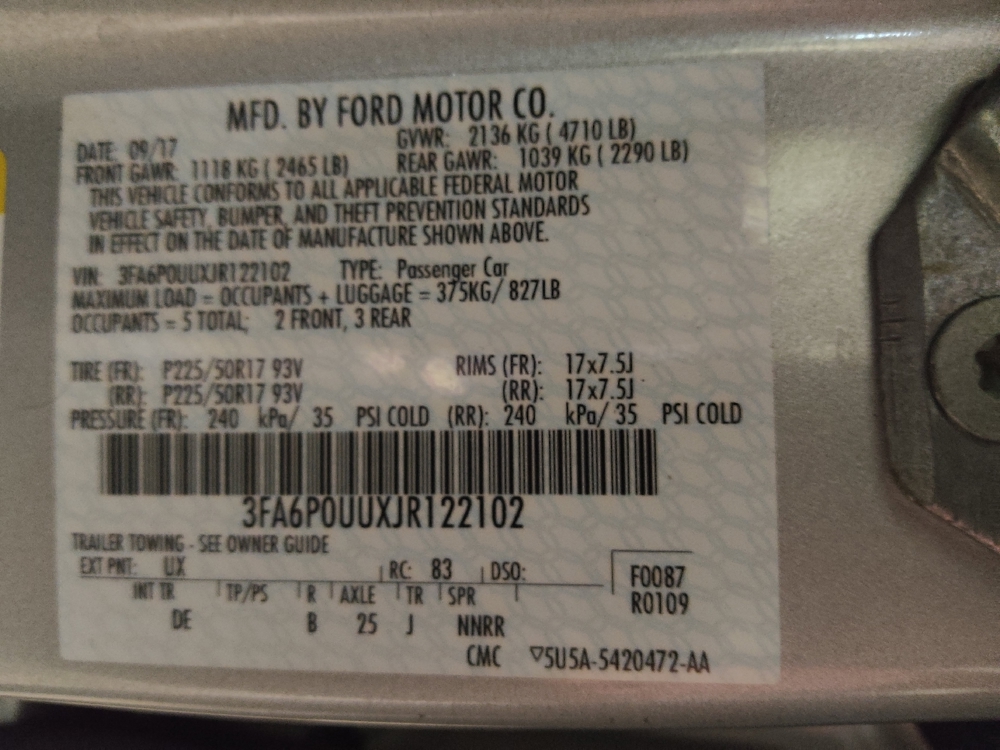 MFD. BY FORD MOTOR CO.
DATE: 09/17 GVWR: 2136 KG ( 4710 LB)
FRONT GAWR: 1118 KG ( 2465 LB) REAR GAWR: 1039 KG ( 2290 LB)
THIS VEHICLE CONFORMS TO ALL APPLICABLE FEDERAL MOTOR
VEHICLE SAFETY, BUMPER, AND THEFT PREVENTION STANDARDS
IN EFFECT ON THE DATE OF MANUFACTURE SHOWN ABOVE.
VIN: 3FA6P0UUXJR122102 TYPE: Passenger Car
MAXIMUM LOAD = OCCUPANTS + LUGGAGE = 375KG/ 827LB
OCCUPANTS = 5 TOTAL; 2 FRONT, 3 REAR
TIRE (FR): P225/50R17 93V RIMS (FR): 17x7.5J
(RR): P225/50R17 93V (RR): 17x7.5J
PRESSURE (FR): 240 kPa/ 35 PSI COLD (RR): 240 kPa/ 35 PSI COLD
3FA6P0UUXJR122102
TRAILER TOWING - SEE OWNER GUIDE
EXT PNT: UX RC: 83 DSO: F0087
INT TR TP/PS R AXLE TR SPR R0109
DE B 25 J NNRR
CMC ▽5U5A-5420472-AA